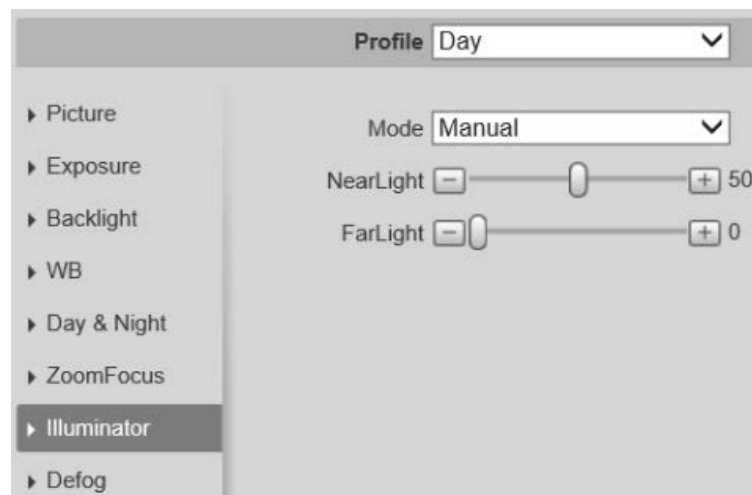 Profile Day
Picture
Exposure
Backlight
WB
Day & Night
ZoomFocus
Illuminator
Defog
Mode Manual
NearLight 50
FarLight 0